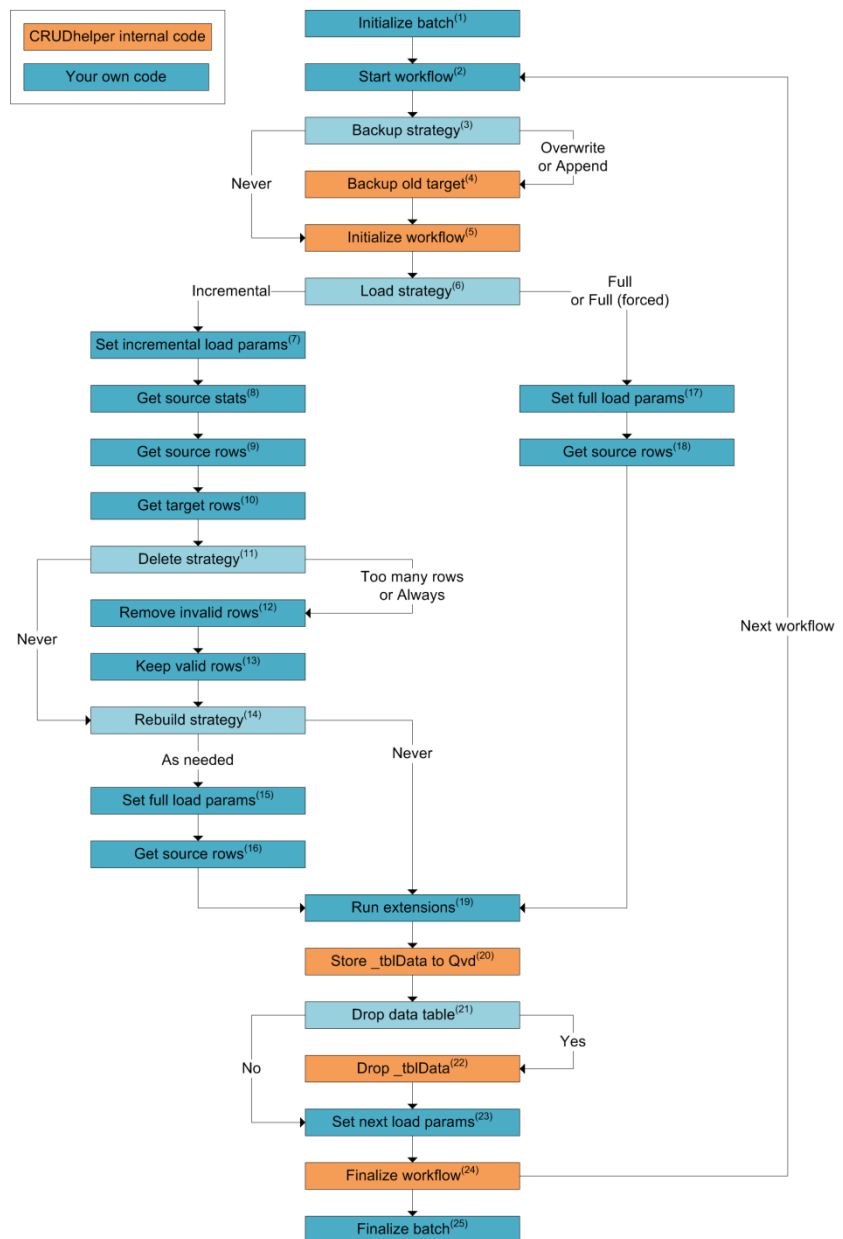 CRUDhelper internal code
Your own code
Initialize batch(1)
Start workflow(2)
Backup strategy(3)
Overwrite
or Append
Never
Backup old target(4)
Initialize workflow(5)
Incremental
Load strategy(6)
Full
or Full (forced)
Set incremental load params(7)
Get source stats(8)
Set full load params(17)
Get source rows(9)
Get source rows(18)
Get target rows(10)
Delete strategy(11)
Too many rows
or Always
Remove invalid rows(12)
Never
Next workflow
Keep valid rows(13)
Rebuild strategy(14)
As needed
Never
Set full load params(15)
Get source rows(16)
Run extensions(19)
Store _tblData to Qvd(20)
Drop data table(21)
Yes
No
Drop _tblData(22)
Set next load params(23)
Finalize workflow(24)
Finalize batch(25)